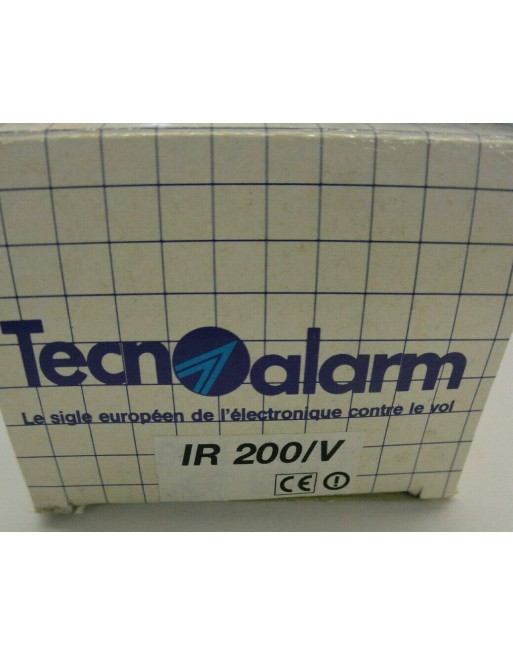 Tecnoalarm
Le sigle européen de l'électronique contre le vol
IR 200/V
CE